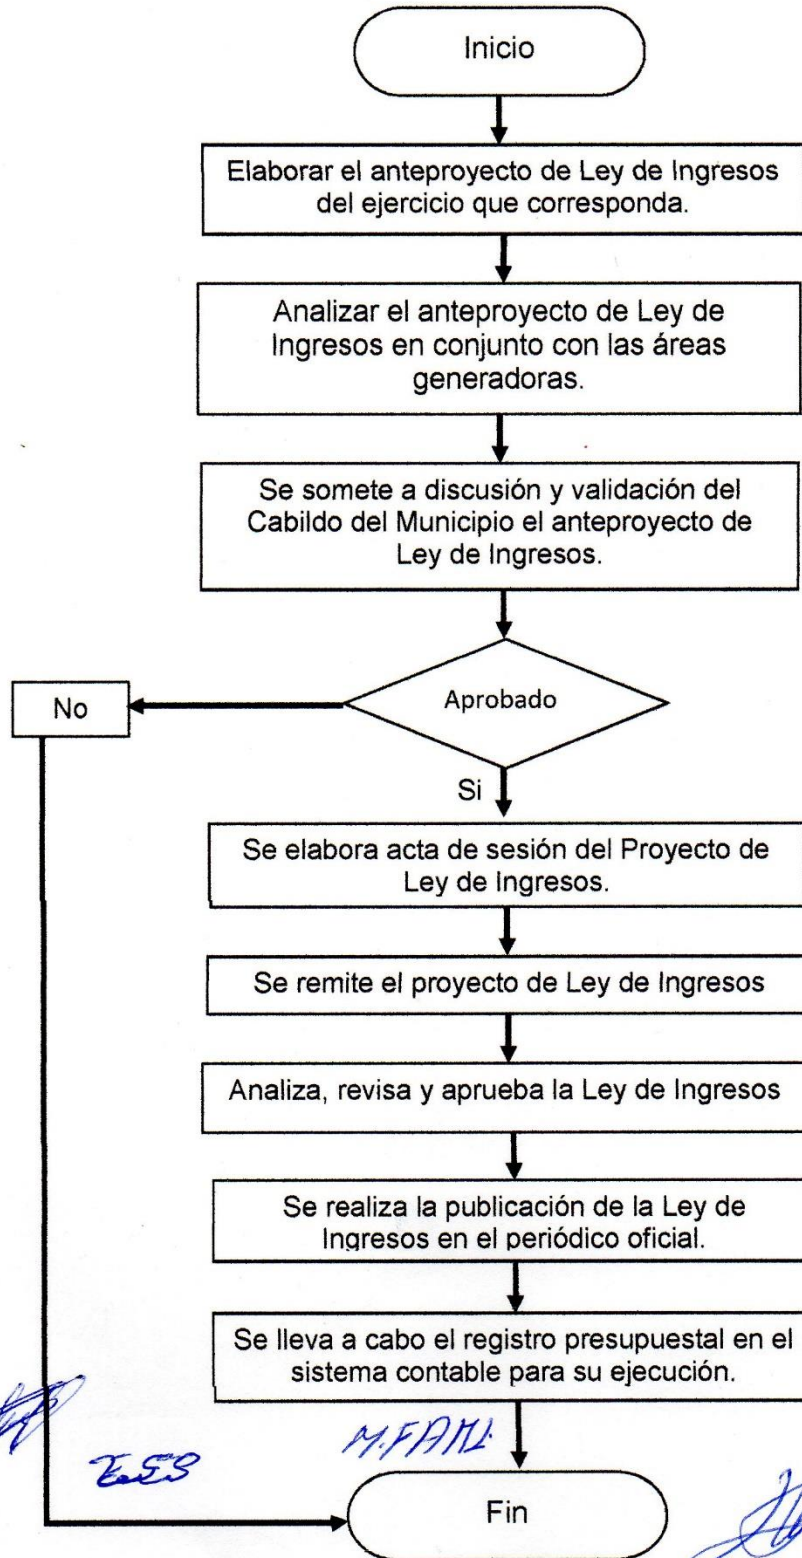 Inicio
Elaborar el anteproyecto de Ley de Ingresos
del ejercicio que corresponda.
Analizar el anteproyecto de Ley de
Ingresos en conjunto con las áreas
generadoras.
Se somete a discusión y validación del
Cabildo del Municipio el anteproyecto de
Ley de Ingresos.
Aprobado
No
Si
Se elabora acta de sesión del Proyecto de
Ley de Ingresos.
Se remite el proyecto de Ley de Ingresos
Analiza, revisa y aprueba la Ley de Ingresos
Se realiza la publicación de la Ley de
Ingresos en el periódico oficial.
Se lleva a cabo el registro presupuestal en el
sistema contable para su ejecución.
Fin